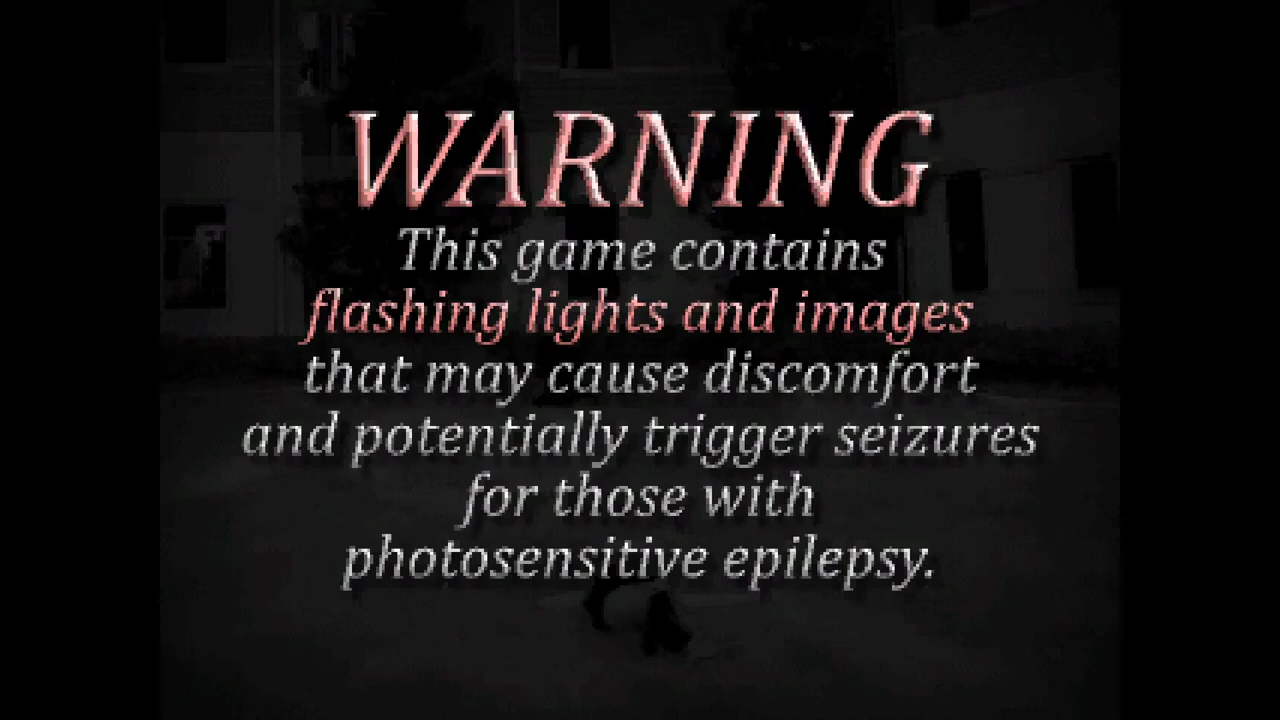 WARNING
This game contains
flashing lights and images
that may cause discomfort
and potentially trigger seizures
for those with
photosensitive epilepsy.